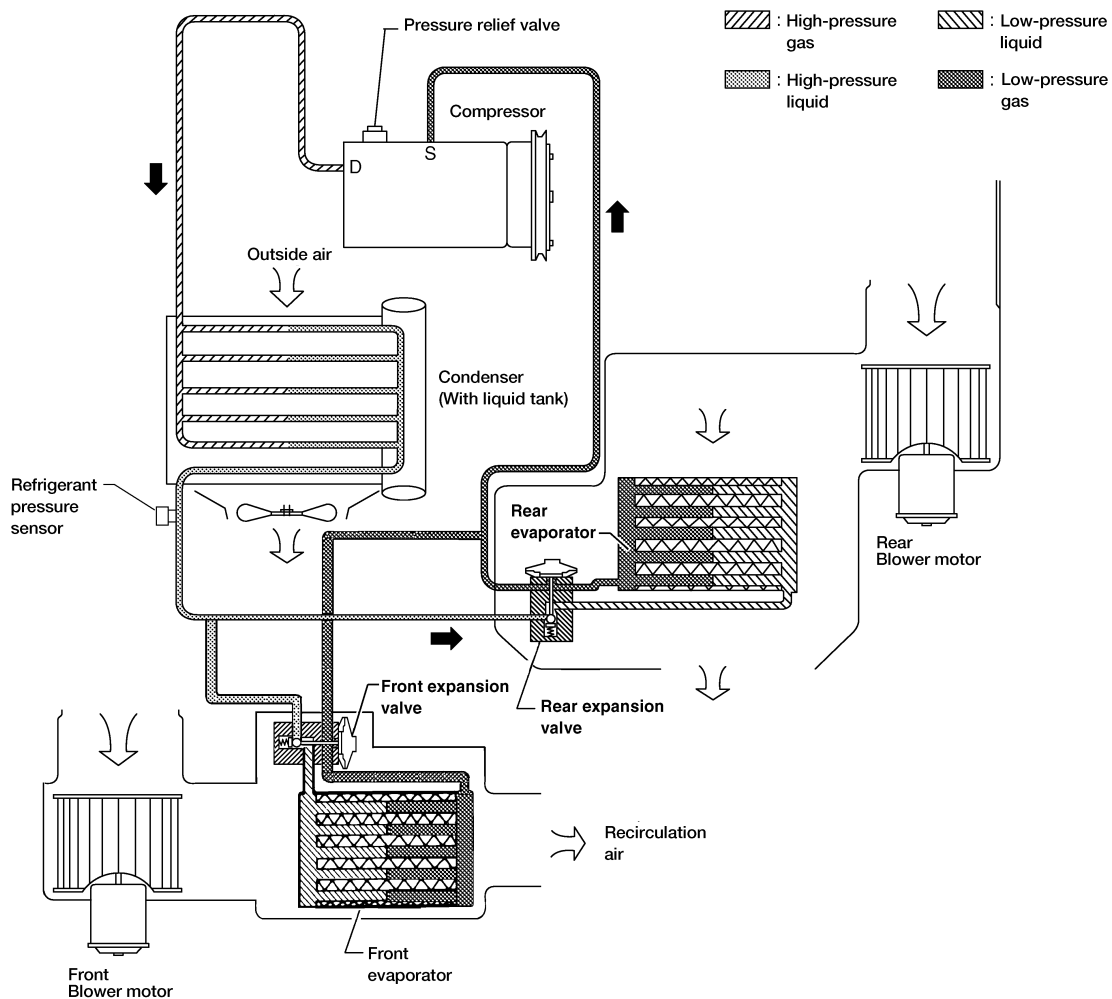 Pressure relief valve
: High-pressure
gas
: Low-pressure
liquid
: High-pressure
liquid
: Low-pressure
gas
Compressor
S
D
Outside air
Condenser
(With liquid tank)
Refrigerant
pressure
sensor
Rear
evaporator
Rear
Blower motor
Front expansion
valve
Rear expansion
valve
Recirculation
air
Front
evaporator
Front
Blower motor